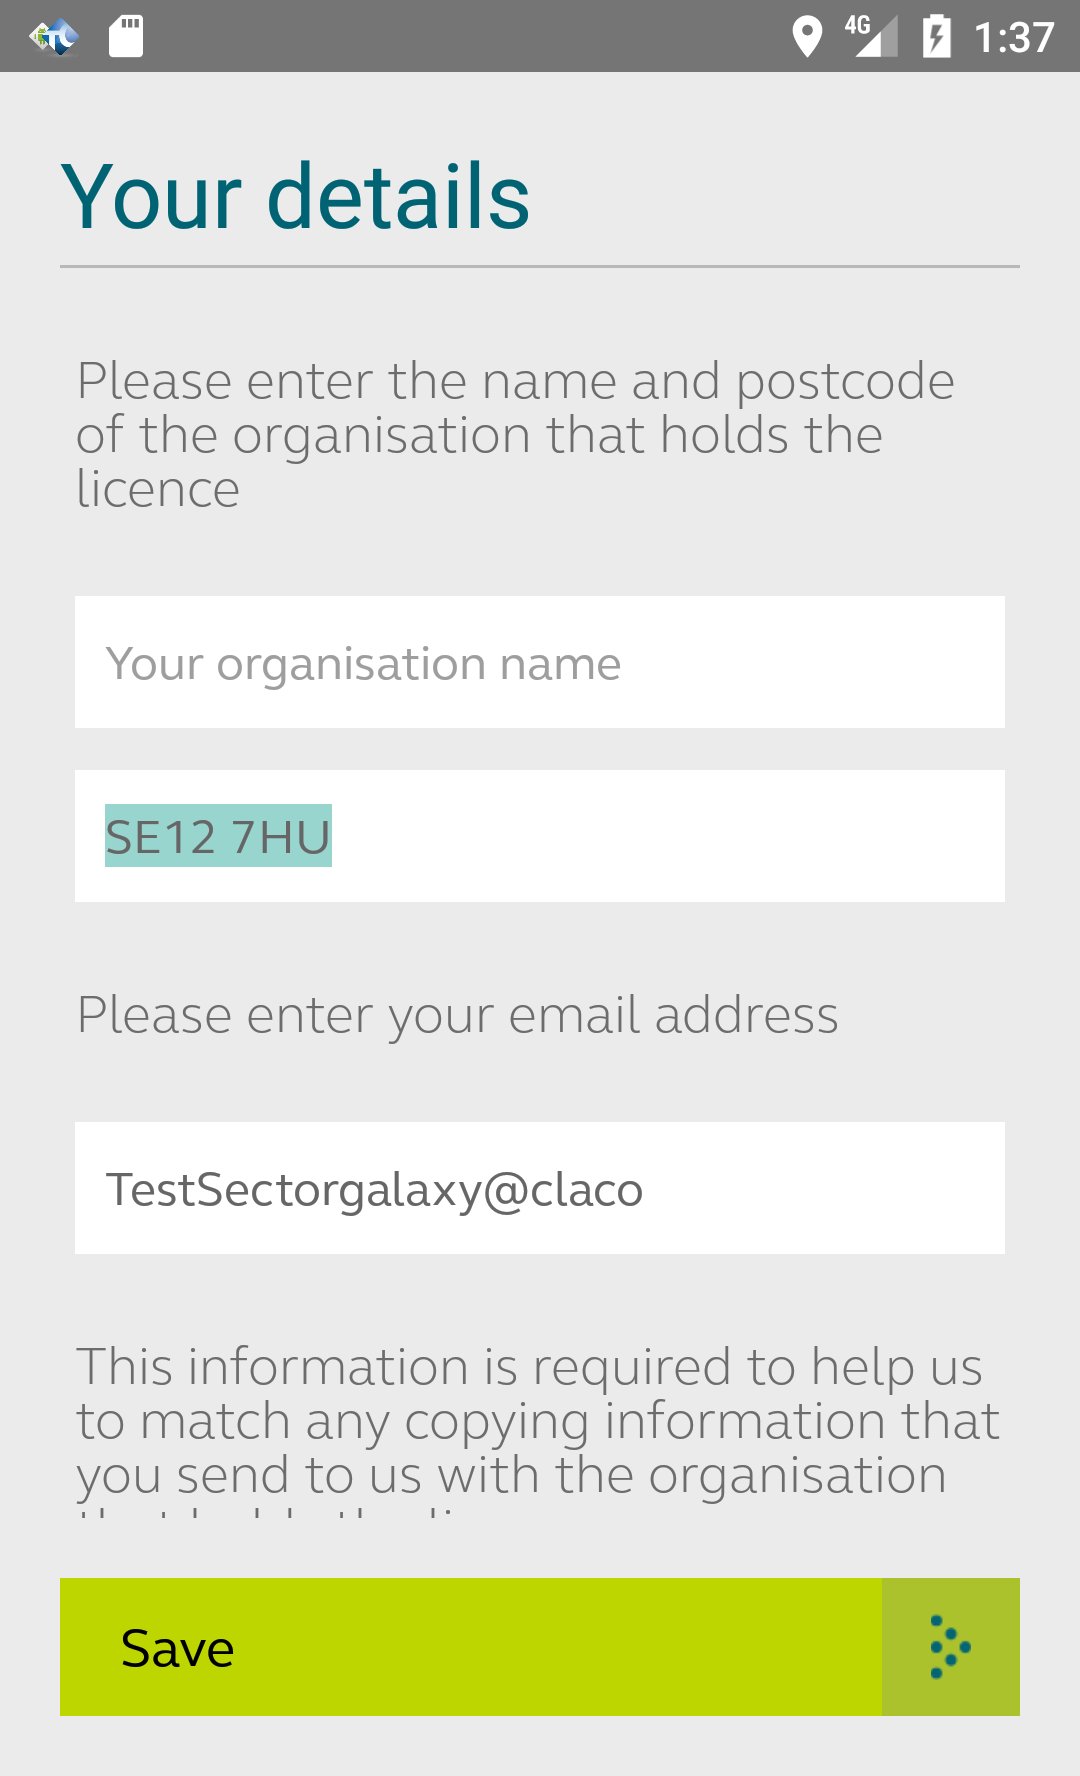 4G 1:37
Your details
Please enter the name and postcode
of the organisation that holds the
licence
Your organisation name
SE12 7HU
Please enter your email address
TestSectorgalaxy@claco
This information is required to help us
to match any copying information that
you send to us with the organisation
Save